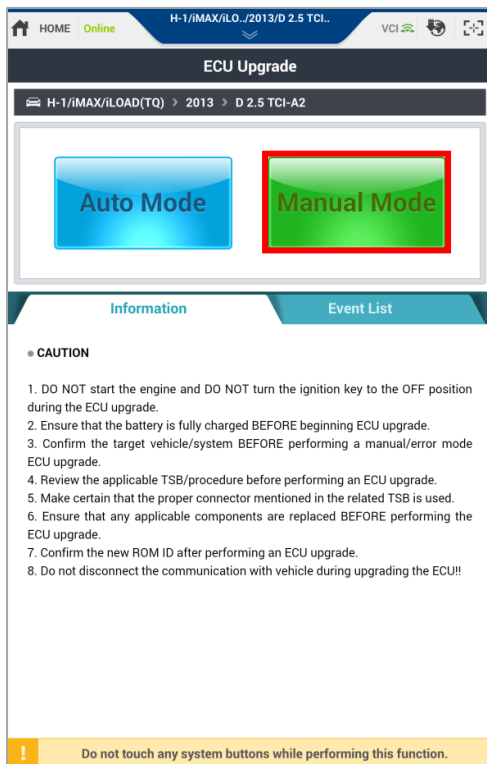 H-1/iMAX/iLO../2013/D 2.5 TCI..
HOME Online VCI
ECU Upgrade
H-1/iMAX/iLOAD(TQ) > 2013 > D 2.5 TCI-A2
Auto Mode Manual Mode
Information Event List
CAUTION
1. DO NOT start the engine and DO NOT turn the ignition key to the OFF position
during the ECU upgrade.
2. Ensure that the battery is fully charged BEFORE beginning ECU upgrade.
3. Confirm the target vehicle/system BEFORE performing a manual/error mode
ECU upgrade.
4. Review the applicable TSB/procedure before performing an ECU upgrade.
5. Make certain that the proper connector mentioned in the related TSB is used.
6. Ensure that any applicable components are replaced BEFORE performing the
ECU upgrade.
7. Confirm the new ROM ID after performing an ECU upgrade.
8. Do not disconnect the communication with vehicle during upgrading the ECU!!
! Do not touch any system buttons while performing this function.